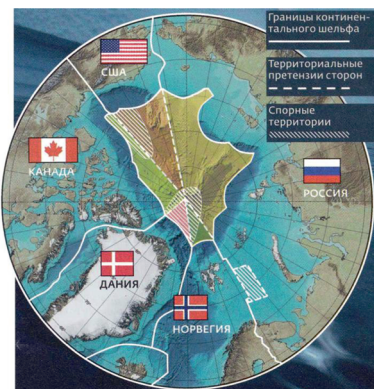 Границы континен-
тального шельфа
Территориальные
претензии сторон
Спорные
территории
США
КАНАДА
РОССИЯ
ДАНИЯ
НОРВЕГИЯ